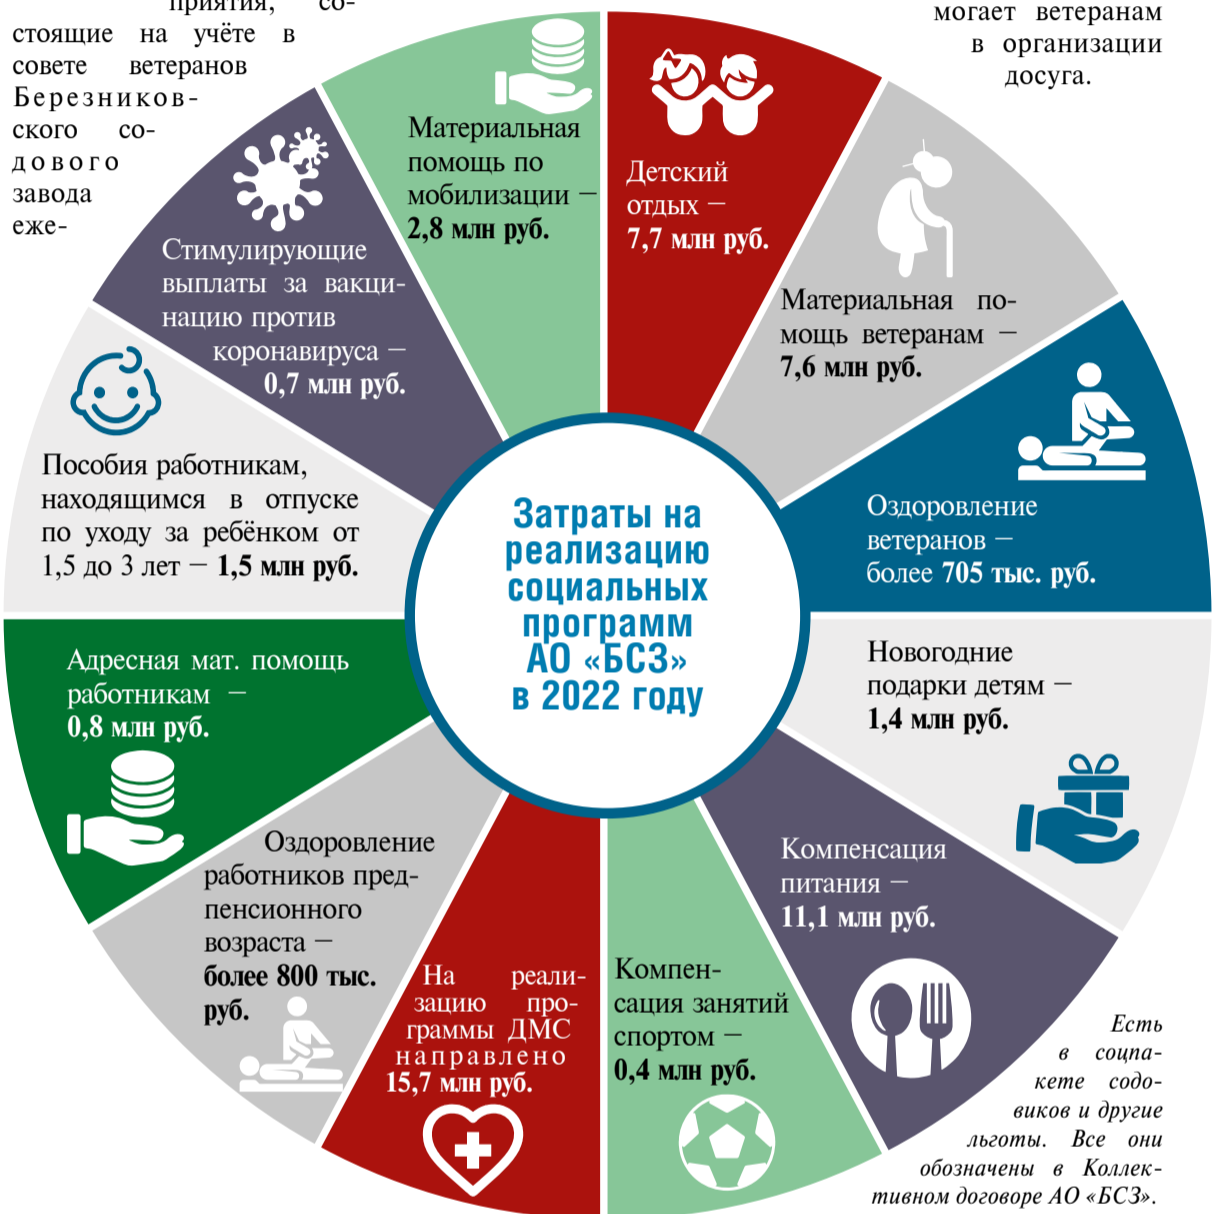 приятия, со-
стоящие на учёте в
совете ветеранов
Березников-
ского со-
дового
завода
еже-
могает ветеранам
в организации
досуга.
Материальная
помощь по
мобилизации –
2,8 млн руб.
Детский
отдых –
7,7 млн руб.
Материальная по-
мощь ветеранам –
7,6 млн руб.
Оздоровление
ветеранов –
более 705 тыс. руб.
Новогодние
подарки детям –
1,4 млн руб.
Компенсация
питания –
11,1 млн руб.
Компен-
сация занятий
спортом –
0,4 млн руб.
На реали-
зацию про-
граммы ДМС
направлено
15,7 млн руб.
Оздоровление
работников пред-
пенсионного
возраста –
более 800 тыс.
руб.
Адресная мат. помощь
работникам –
0,8 млн руб.
Пособия работникам,
находящимся в отпуске
по уходу за ребёнком от
1,5 до 3 лет – 1,5 млн руб.
Стимулирующие
выплаты за вакци-
нацию против
коронавируса –
0,7 млн руб.
Затраты на
реализацию
социальных
программ
АО «БСЗ»
в 2022 году
Есть
в соцпа-
кете содо-
виков и другие
льготы. Все они
обозначены в Коллек-
тивном договоре АО «БСЗ».